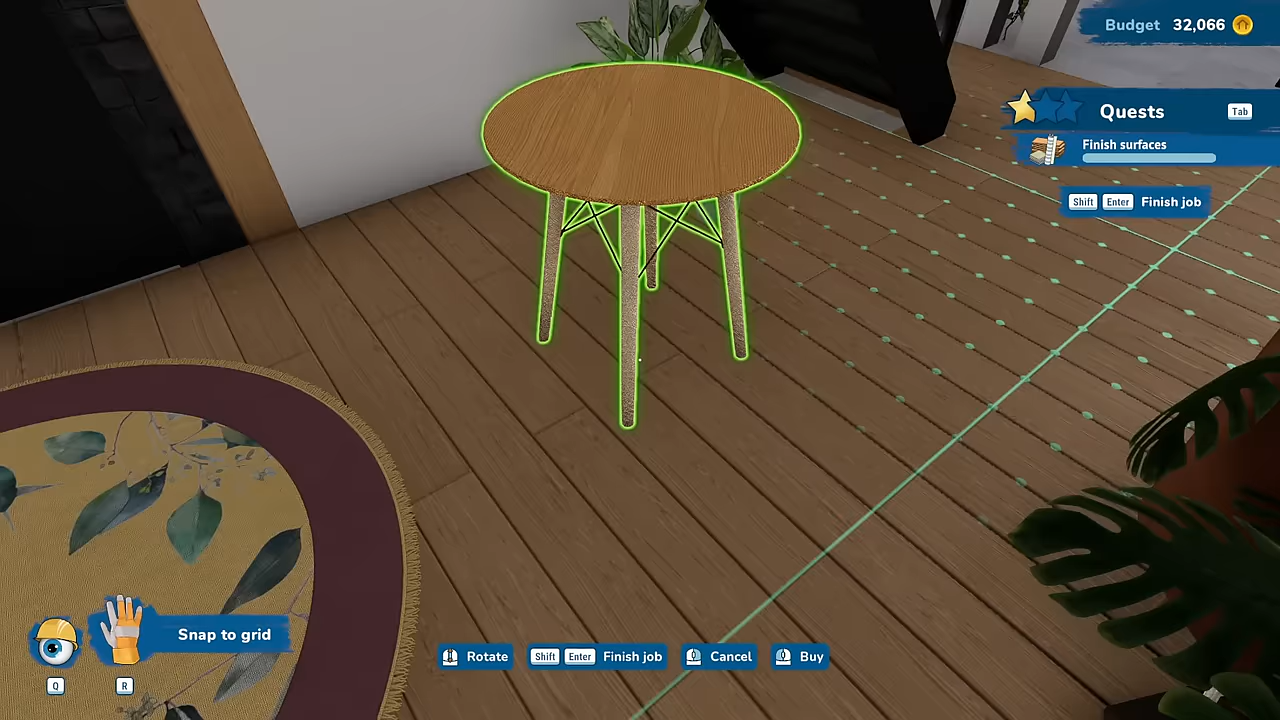 Budget 32,066
Quests Tab
Finish surfaces
Shift Enter Finish job
Snap to grid
Q R
Rotate Shift Enter Finish job Cancel Buy